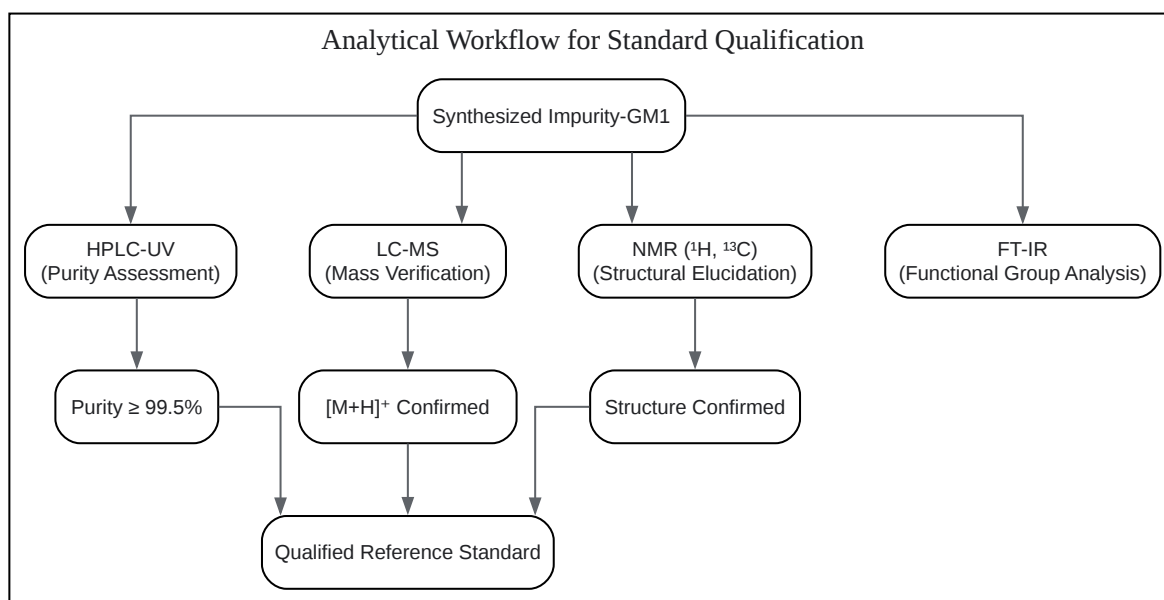 Analytical Workflow for Standard Qualification
Synthesized Impurity-GM1
HPLC-UV
(Purity Assessment)
LC-MS
(Mass Verification)
NMR (¹H, ¹³C)
(Structural Elucidation)
FT-IR
(Functional Group Analysis)
Purity ≥ 99.5%
[M+H]⁺ Confirmed
Structure Confirmed
Qualified Reference Standard